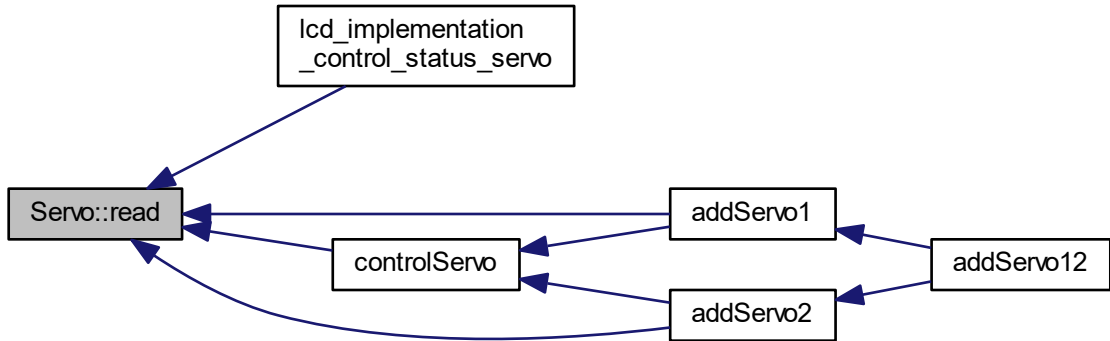 lcd_implementation
_control_status_servo
Servo::read
addServo1
controlServo
addServo12
addServo2